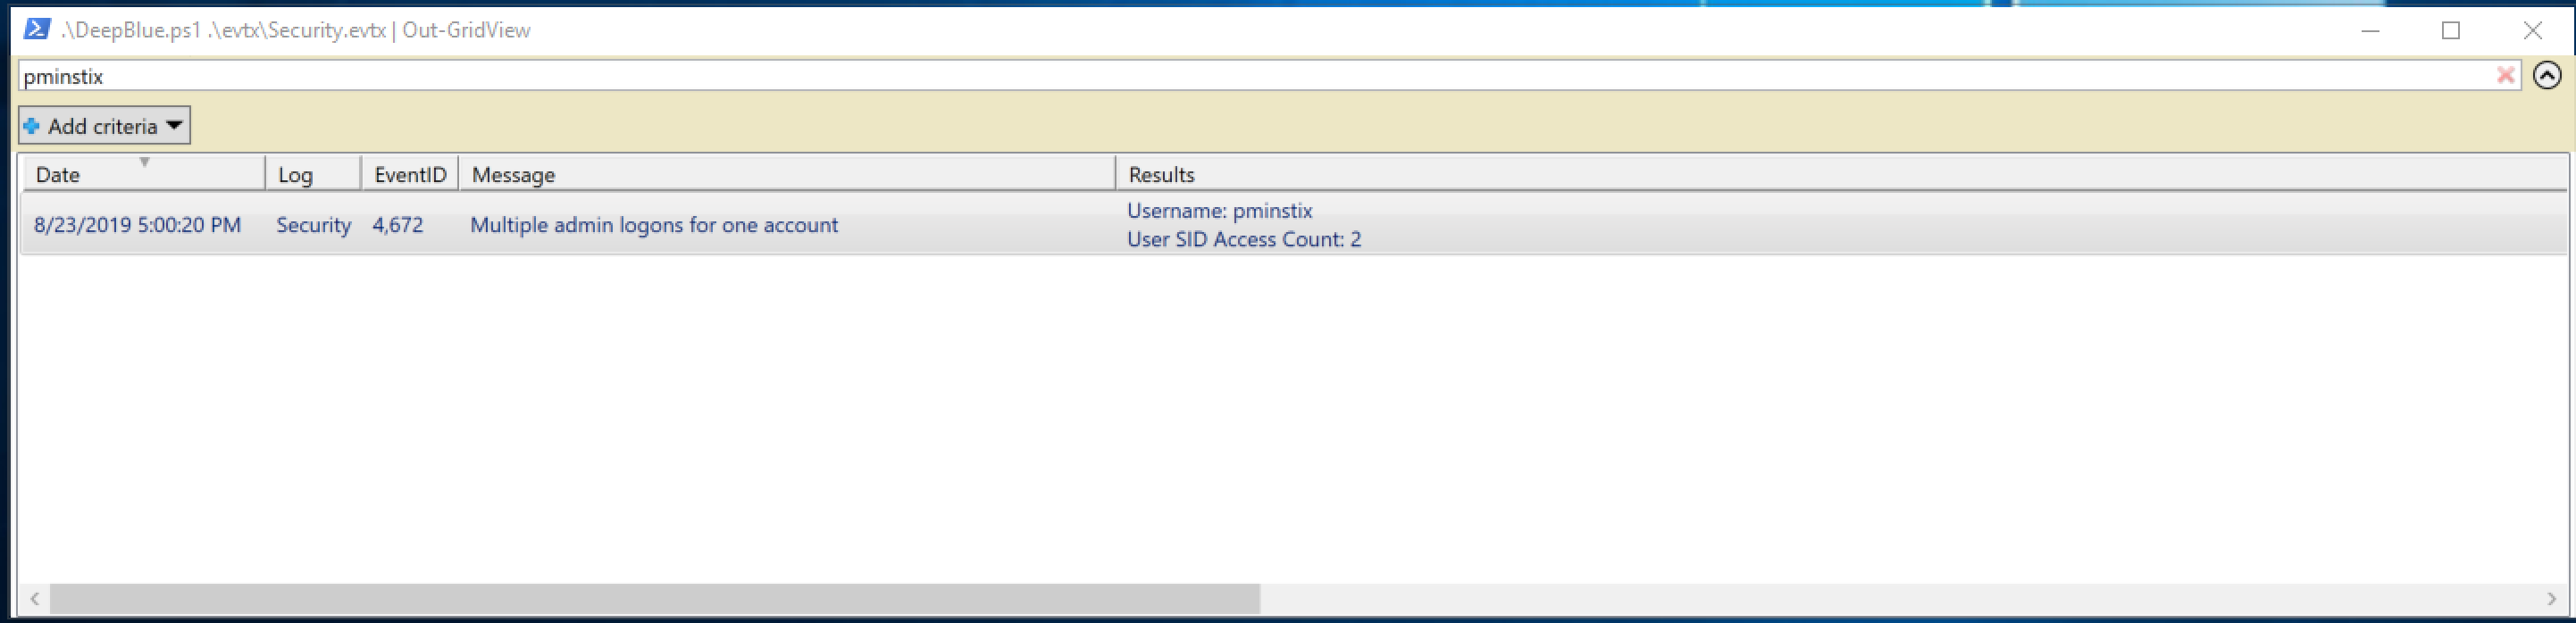 .\DeepBlue.ps1 .\evtx\Security.evtx | Out-GridView
pminstix
Add criteria
Date Log EventID Message Results
8/23/2019 5:00:20 PM Security 4,672 Multiple admin logons for one account Username: pminstix
User SID Access Count: 2